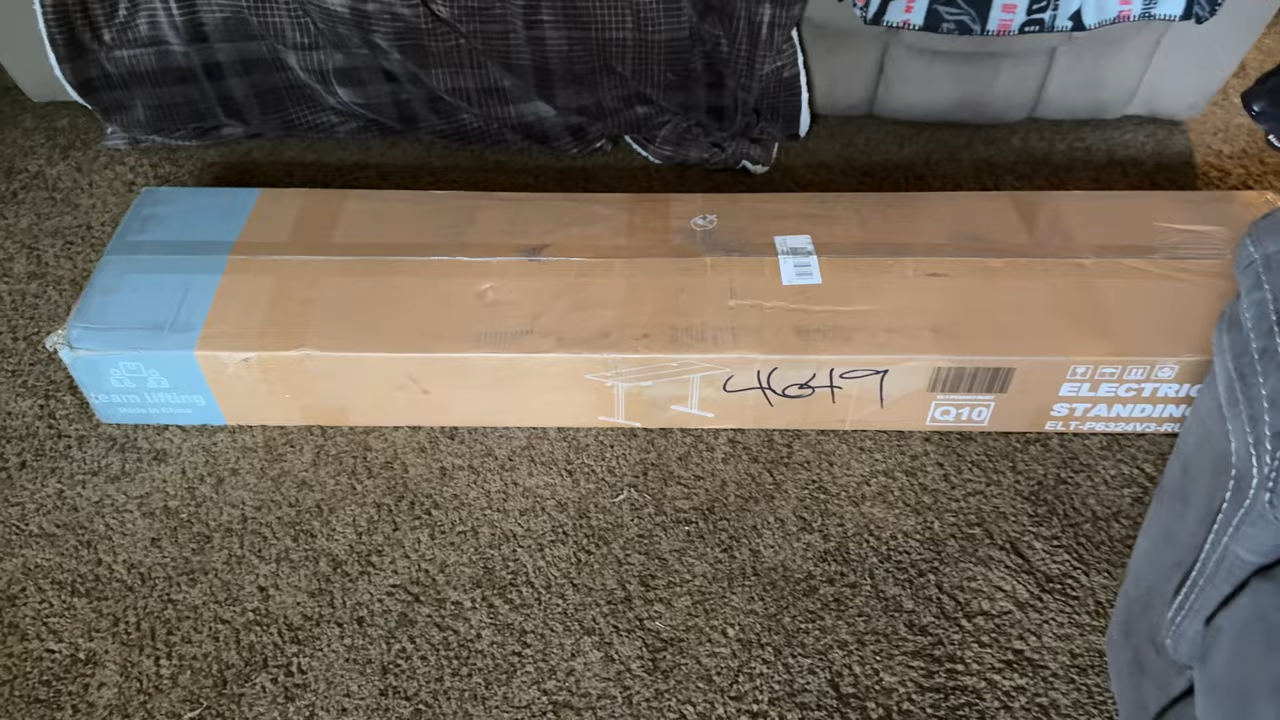 team lifting
Made in China
4649
Q10
ELECTRIC
STANDING
ELT-P6324V3-RU